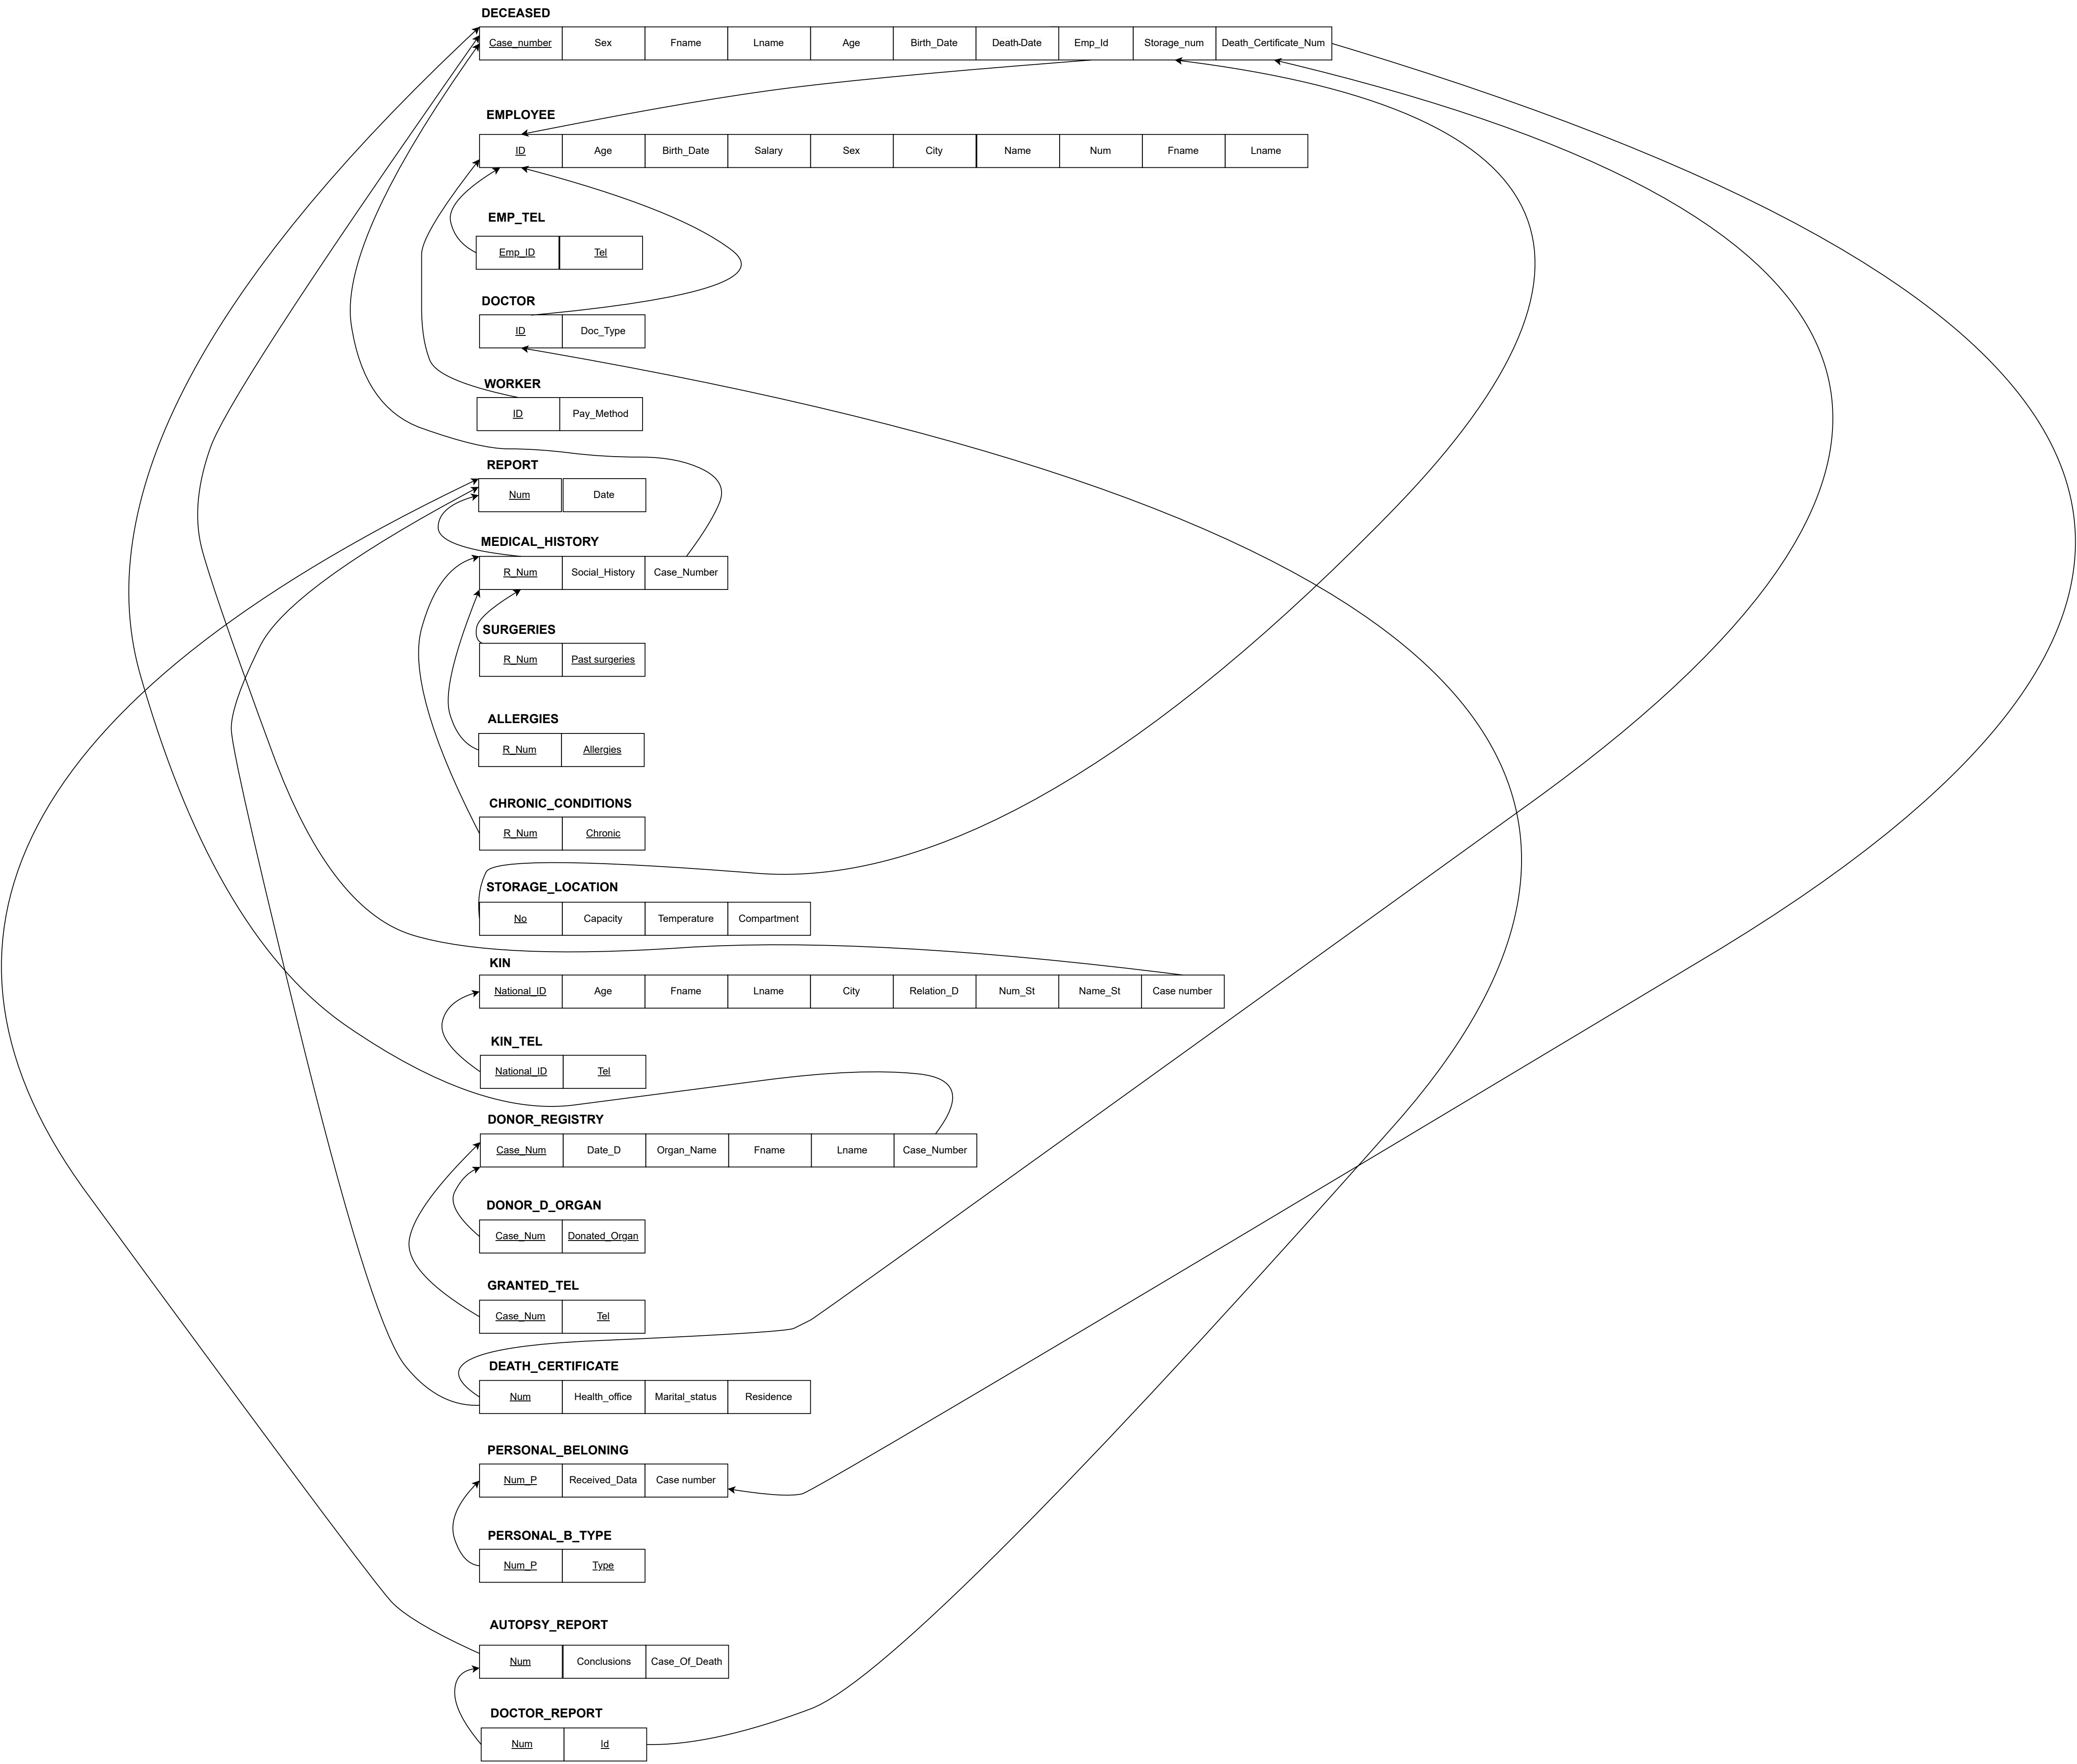 DECEASED
Case_number Sex Fname Lname Age Birth_Date Death-Date Emp_Id Storage_num Death_Certificate_Num
EMPLOYEE
ID Age Birth_Date Salary Sex City Name Num Fname Lname
EMP_TEL
Emp_ID Tel
DOCTOR
ID Doc_Type
WORKER
ID Pay_Method
REPORT
Num Date
MEDICAL_HISTORY
R_Num Social_History Case_Number
SURGERIES
R_Num Past surgeries
ALLERGIES
R_Num Allergies
CHRONIC_CONDITIONS
R_Num Chronic
STORAGE_LOCATION
No Capacity Temperature Compartment
KIN
National_ID Age Fname Lname City Relation_D Num_St Name_St Case number
KIN_TEL
National_ID Tel
DONOR_REGISTRY
Case_Num Date_D Organ_Name Fname Lname Case_Number
DONOR_D_ORGAN
Case_Num Donated_Organ
GRANTED_TEL
Case_Num Tel
DEATH_CERTIFICATE
Num Health_office Marital_status Residence
PERSONAL_BELONING
Num_P Received_Data Case number
PERSONAL_B_TYPE
Num_P Type
AUTOPSY_REPORT
Num Conclusions Case_Of_Death
DOCTOR_REPORT
Num Id